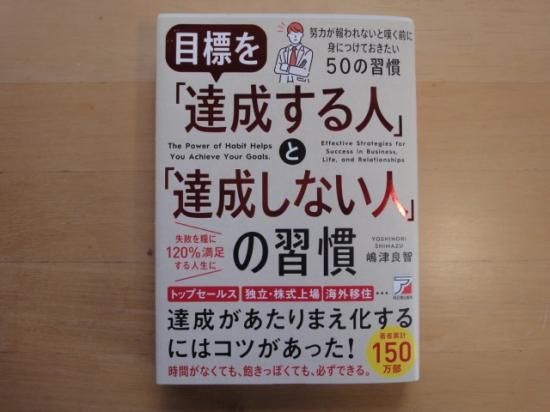 努力が報われないと嘆く前に
身につけておきたい
50の習慣
目標を
「達成する人」
The Power of Habit Helps
You Achieve Your Goals.
と
Effective Strategies for
Success in Business,
Life, and Relationships
「達成しない人」
の習慣
失敗を糧に
120%満足
する人生に
YOSHINORI
SHIMAZU
嶋津良智
トップセールス 独立・株式上場 海外移住…
ア
明日香出版社
達成があたりまえ化する
にはコツがあった!
著者累計
150
万部
時間がなくても、飽きっぽくても、必ずできる。